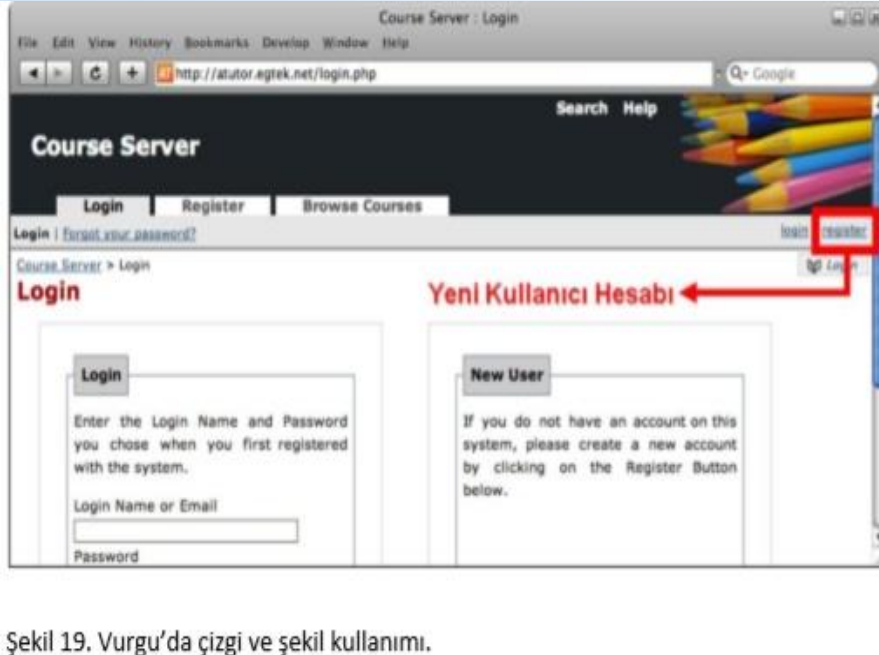 Course Server : Login
File Edit View History Bookmarks Develop Window Help
http://atutor.egtek.net/login.php
Google
Search Help
Course Server
Login Register Browse Courses
Login | Forgot your password?
login register
Course Server > Login
Login
Login
Yeni Kullanıcı Hesabı
Login
Enter the Login Name and Password
you chose when you first registered
with the system.
Login Name or Email
Password
New User
If you do not have an account on this
system, please create a new account
by clicking on the Register Button
below.
Şekil 19. Vurgu’da çizgi ve şekil kullanımı.